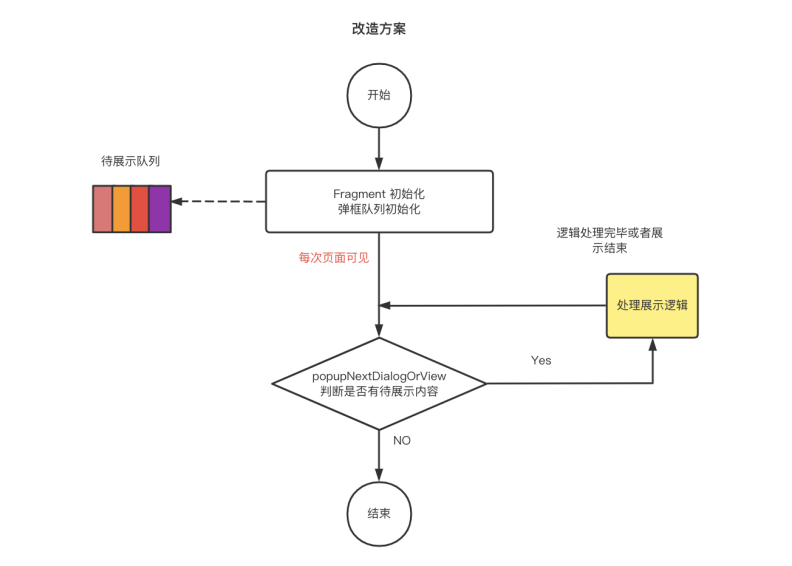 改造方案
开始
待展示队列
Fragment 初始化
弹框队列初始化
每次页面可见
逻辑处理完毕或者展
示结束
处理展示逻辑
Yes
popupNextDialogOrView
判断是否有待展示内容
NO
结束